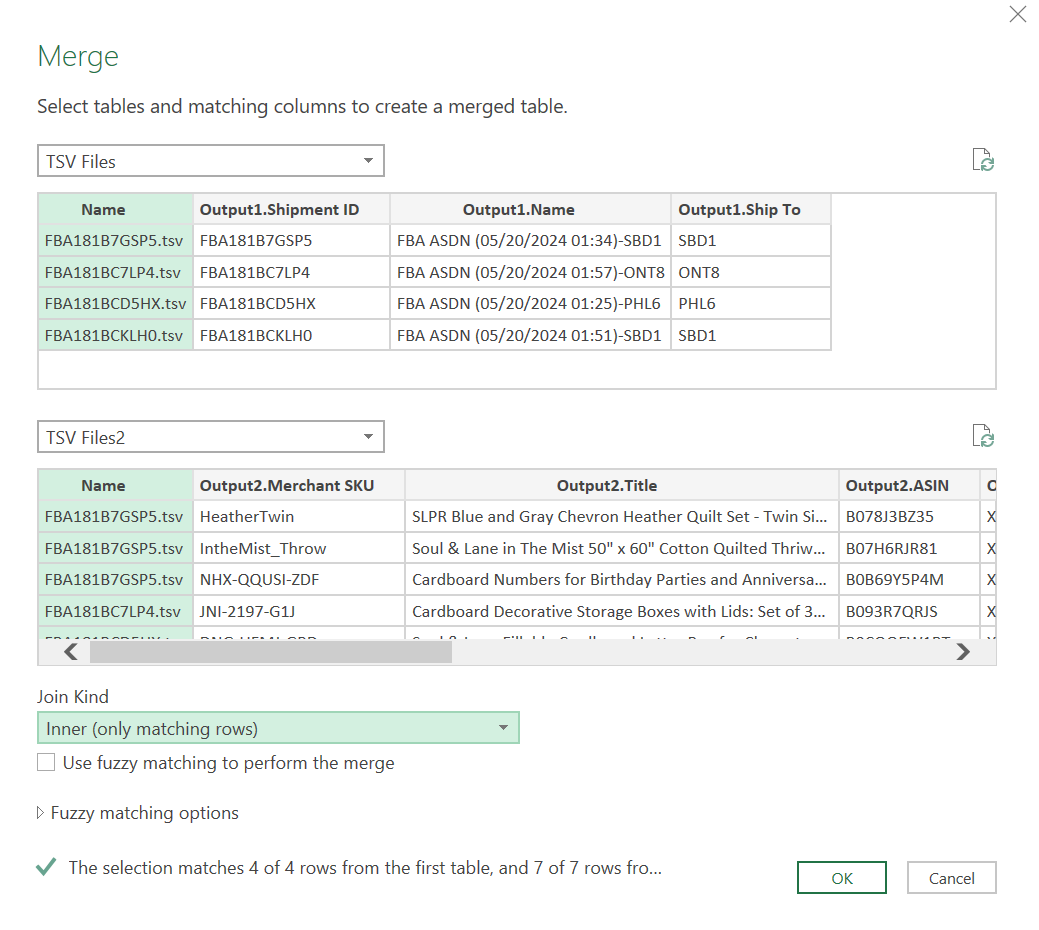 Merge
Select tables and matching columns to create a merged table.
TSV Files
Name Output1.Shipment ID Output1.Name Output1.Ship To
FBA181B7GSP5.tsv FBA181B7GSP5 FBA ASDN (05/20/2024 01:34)-SBD1 SBD1
FBA181BC7LP4.tsv FBA181BC7LP4 FBA ASDN (05/20/2024 01:57)-ONT8 ONT8
FBA181BCD5HX.tsv FBA181BCD5HX FBA ASDN (05/20/2024 01:25)-PHL6 PHL6
FBA181BCKLH0.tsv FBA181BCKLH0 FBA ASDN (05/20/2024 01:51)-SBD1 SBD1
TSV Files2
Name Output2.Merchant SKU Output2.Title Output2.ASIN
FBA181B7GSP5.tsv HeatherTwin SLPR Blue and Gray Chevron Heather Quilt Set - Twin Si... B078J3BZ35 X
FBA181B7GSP5.tsv IntheMist_Throw Soul & Lane in The Mist 50" x 60" Cotton Quilted Thriw... B07H6RJR81 X
FBA181B7GSP5.tsv NHX-QQUSI-ZDF Cardboard Numbers for Birthday Parties and Anniversa... B0B69Y5P4M X
FBA181BC7LP4.tsv JNI-2197-G1J Cardboard Decorative Storage Boxes with Lids: Set of 3... B093R7QRJS X
Join Kind
Inner (only matching rows)
Use fuzzy matching to perform the merge
Fuzzy matching options
The selection matches 4 of 4 rows from the first table, and 7 of 7 rows fro...
OK Cancel